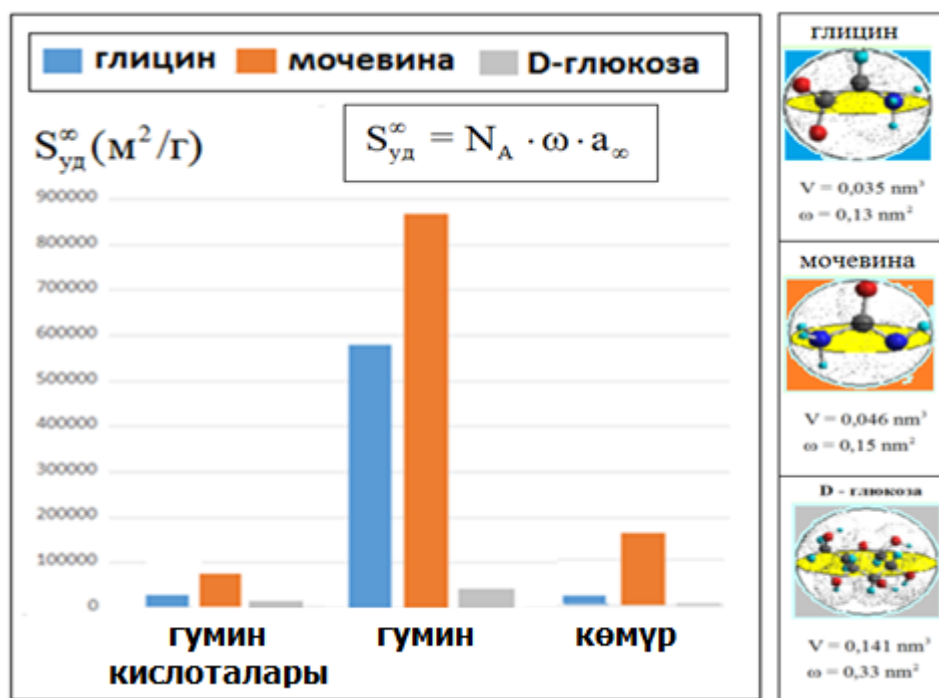 глицин мочевина D-глюкоза
S∞уд (м²/г)
S∞уд = N_A · ω · a∞
900000
800000
700000
600000
500000
400000
300000
200000
100000
0
гумин кислоталары
гумин
көмүр
глицин
V = 0,035 nm³
ω = 0,13 nm²
мочевина
V = 0,046 nm³
ω = 0,15 nm²
D - глюкоза
V = 0,141 nm³
ω = 0,33 nm²